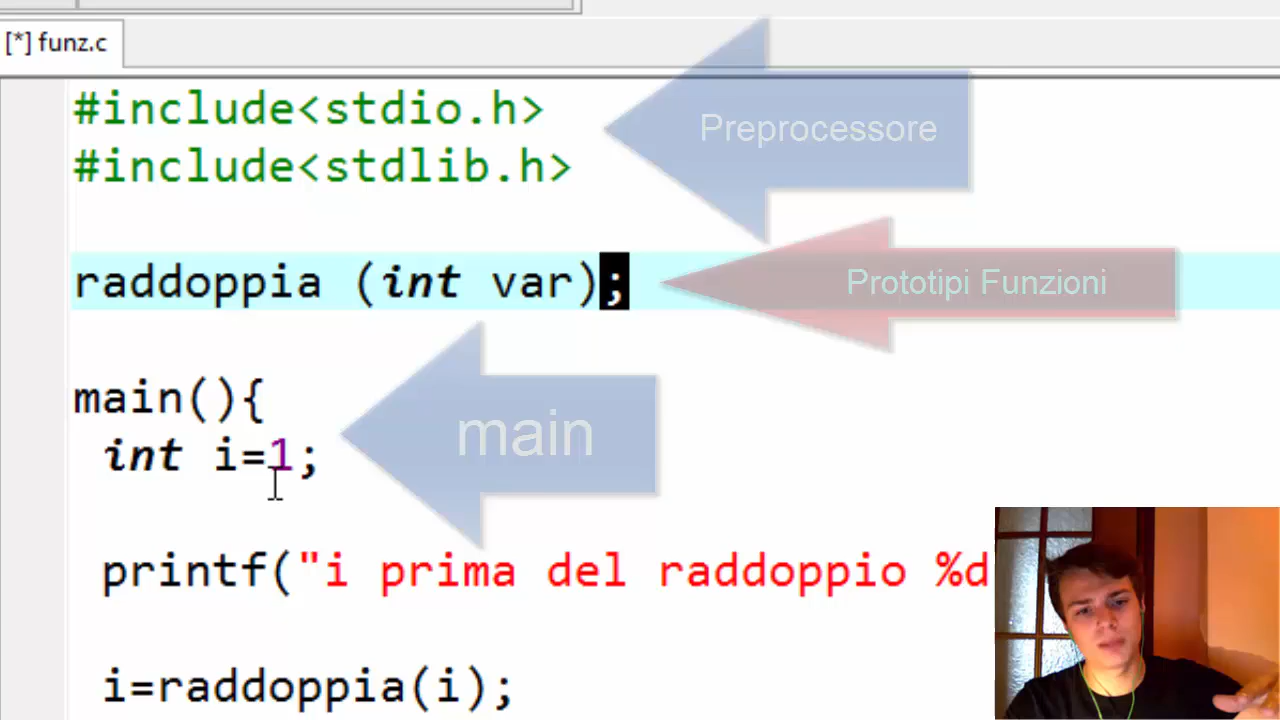 [*] funz.c
#include<stdio.h>
Preprocessore
#include<stdlib.h>
raddoppia (int var);
Prototipi Funzioni
main(){
main
int i=1;
printf("i prima del raddoppio %d
i=raddoppia(i);